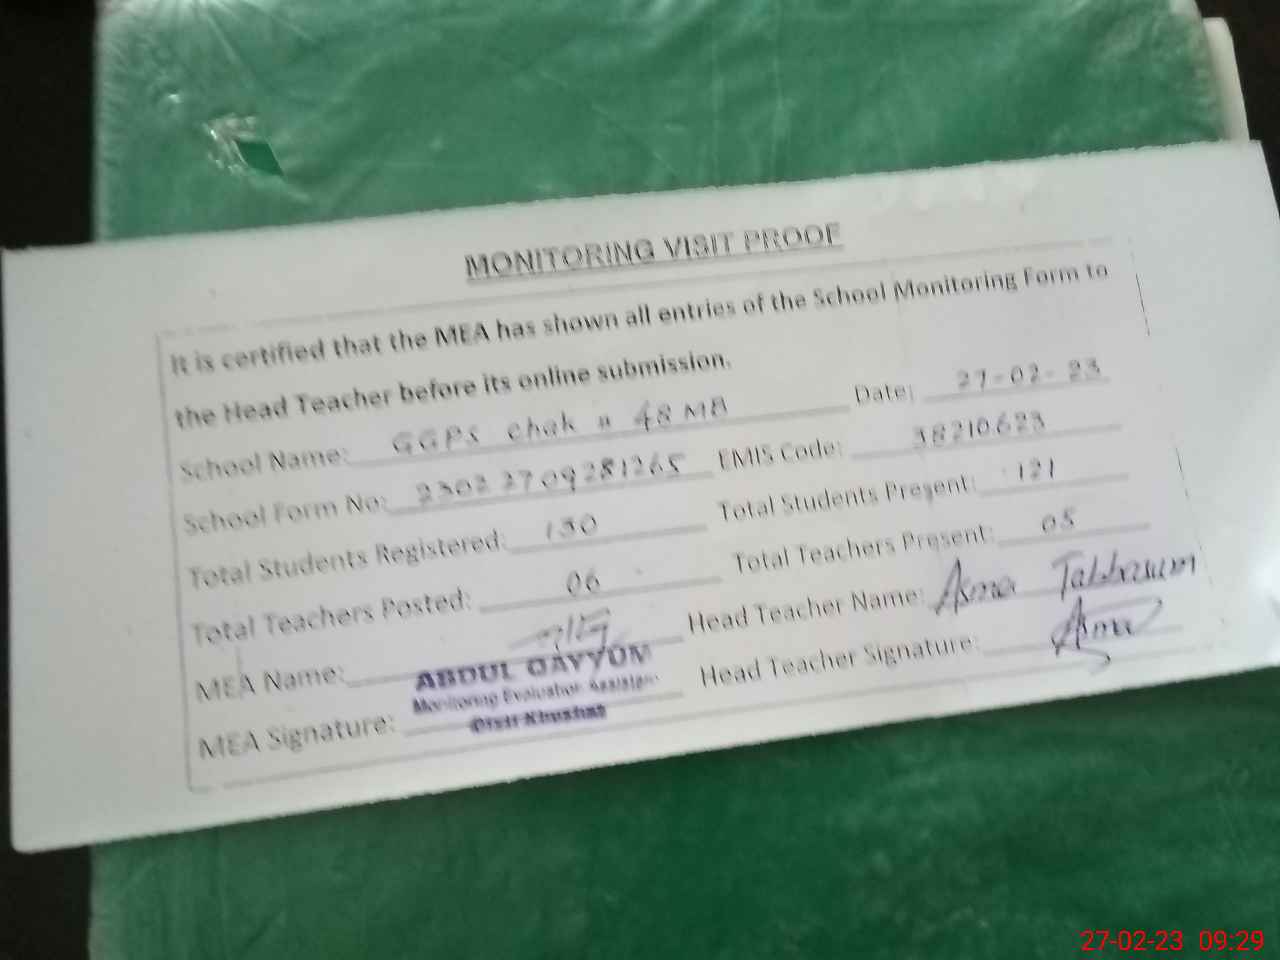 MONITORING VISIT PROOF
It is certified that the MEA has shown all entries of the School Monitoring Form to
the Head Teacher before its online submission.
School Name: GGPS Chak # 48 MB Date: 27-02-23
School Form No: 2302 2709281265 EMIS Code: 38210623
Total Students Registered: 130 Total Students Present: 121
Total Teachers Posted: 06 Total Teachers Present: 05
MEA Name: Head Teacher Name: Asma Tabbasum
ABDUL QAYYUM
Monitoring Evaluation Assistant
Distt Khushab
MEA Signature: Head Teacher Signature: Asma
27-02-23 09:29